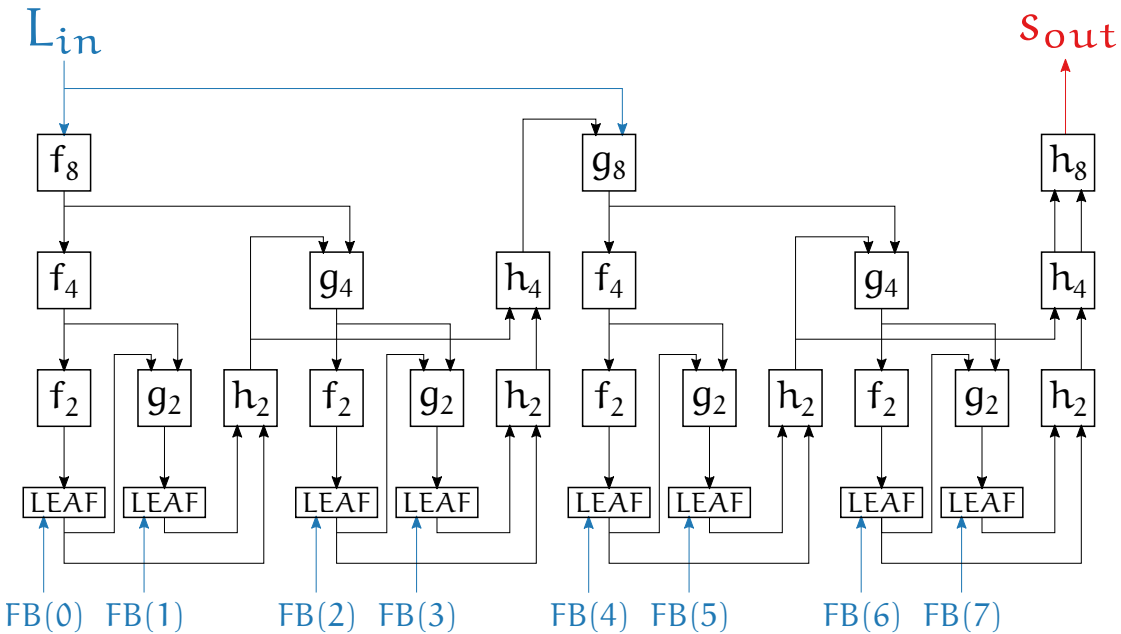 L_in s_out
f_8 g_8 h_8
f_4 g_4 h_4 f_4 g_4 h_4
f_2 g_2 h_2 f_2 g_2 h_2 f_2 g_2 h_2 f_2 g_2 h_2
LEAF LEAF LEAF LEAF LEAF LEAF LEAF LEAF
FB(0) FB(1) FB(2) FB(3) FB(4) FB(5) FB(6) FB(7)